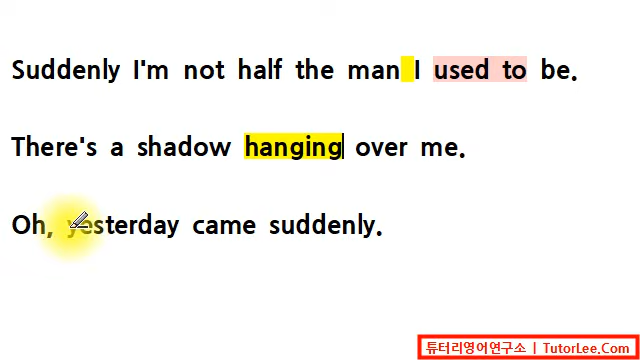 Suddenly I'm not half the man I used to be.
There's a shadow hanging over me.
Oh, yesterday came suddenly.
튜터리영어연구소 | TutorLee.Com